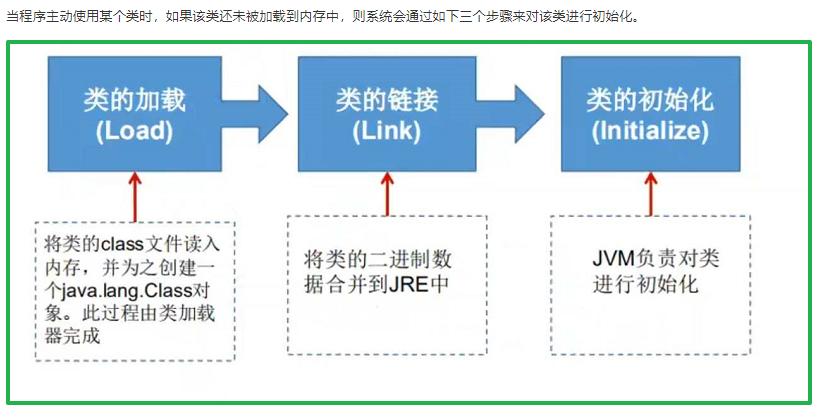 当程序主动使用某个类时，如果该类还未被加载到内存中，则系统会通过如下三个步骤来对该类进行初始化。
类的加载
(Load)
类的链接
(Link)
类的初始化
(Initialize)
将类的class文件读入
内存，并为之创建一
个java.lang.Class对
象。此过程由类加载
器完成
将类的二进制数
据合并到JRE中
JVM负责对类
进行初始化